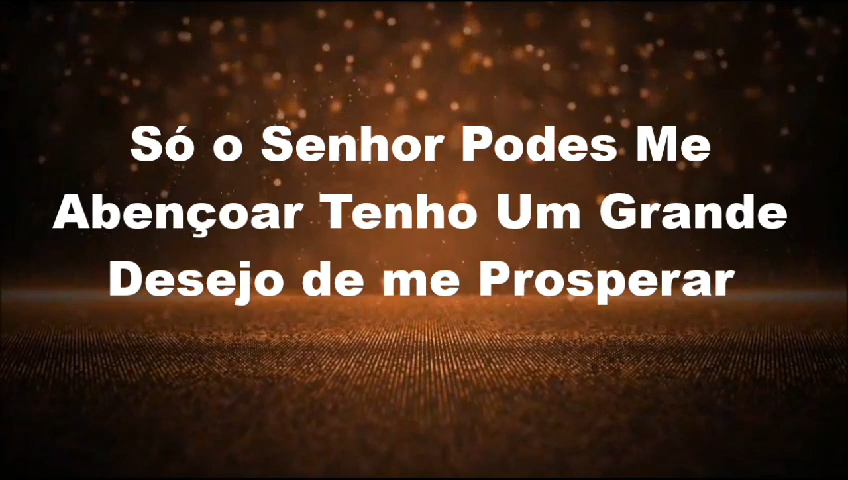 Só o Senhor Podes Me
Abençoar Tenho Um Grande
Desejo de me Prosperar